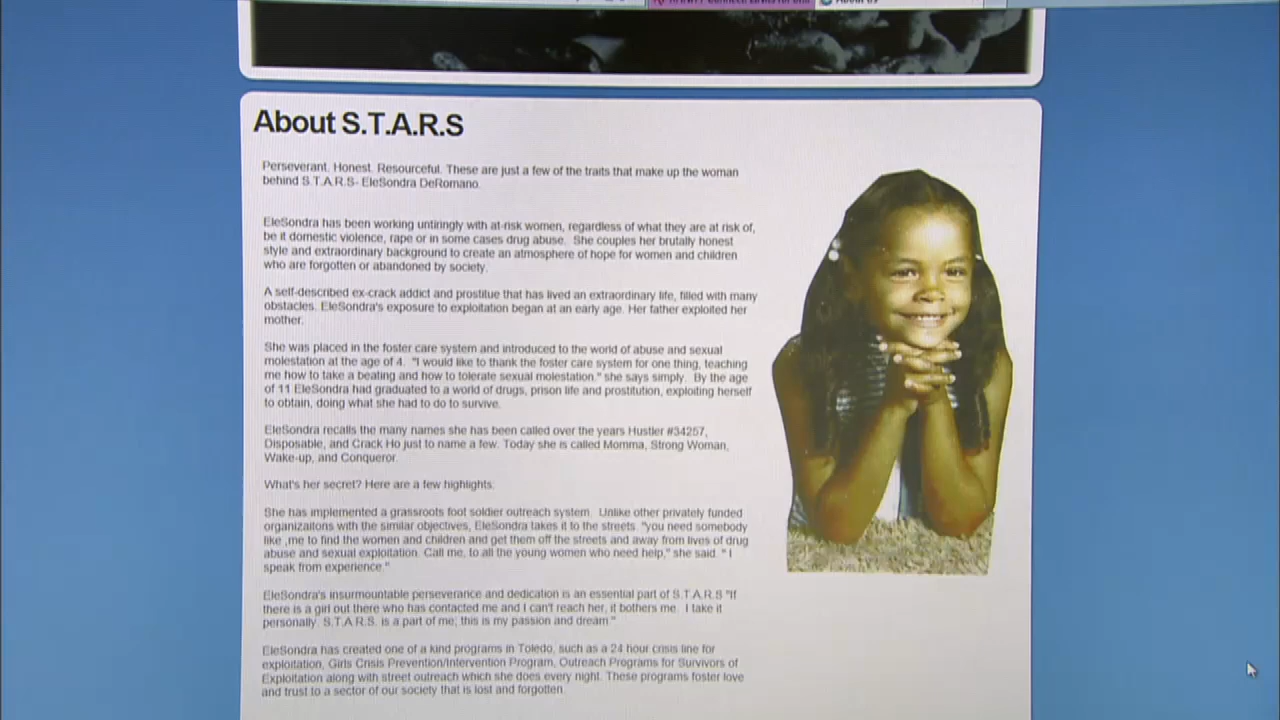 About Us
About S.T.A.R.S
Perseverant. Honest. Resourceful. These are just a few of the traits that make up the woman
behind S.T.A.R.S- EleSondra DeRomano.
EleSondra has been working untiringly with at-risk women, regardless of what they are at risk of,
be it domestic violence, rape or in some cases drug abuse. She couples her brutally honest
style and extraordinary background to create an atmosphere of hope for women and children
who are forgotten or abandoned by society.
A self-described ex-crack addict and prostitue that has lived an extraordinary life, filled with many
obstacles. EleSondra's exposure to exploitation began at an early age. Her father exploited her
mother.
She was placed in the foster care system and introduced to the world of abuse and sexual
molestation at the age of 4. "I would like to thank the foster care system for one thing, teaching
me how to take a beating and how to tolerate sexual molestation." she says simply. By the age
of 11 EleSondra had graduated to a world of drugs, prison life and prostitution, exploiting herself
to obtain, doing what she had to do to survive.
EleSondra recalls the many names she has been called over the years Hustler #34257,
Disposable, and Crack Ho just to name a few. Today she is called Momma, Strong Woman,
Wake-up, and Conqueror.
What's her secret? Here are a few highlights.
She has implemented a grassroots foot soldier outreach system. Unlike other privately funded
organizaitons with the similar objectives, EleSondra takes it to the streets. "you need somebody
like ,me to find the women and children and get them off the streets and away from lives of drug
abuse and sexual exploitation. Call me, to all the young women who need help," she said. " I
speak from experience."
EleSondra's insurmountable perseverance and dedication is an essential part of S.T.A.R.S "If
there is a girl out there who has contacted me and I can't reach her, it bothers me. I take it
personally. S.T.A.R.S. is a part of me; this is my passion and dream."
EleSondra has created one of a kind programs in Toledo, such as a 24 hour crisis line for
exploitation, Girls Crisis Prevention/Intervention Program, Outreach Programs for Survivors of
Exploitation along with street outreach which she does every night. These programs foster love
and trust to a sector of our society that is lost and forgotten.